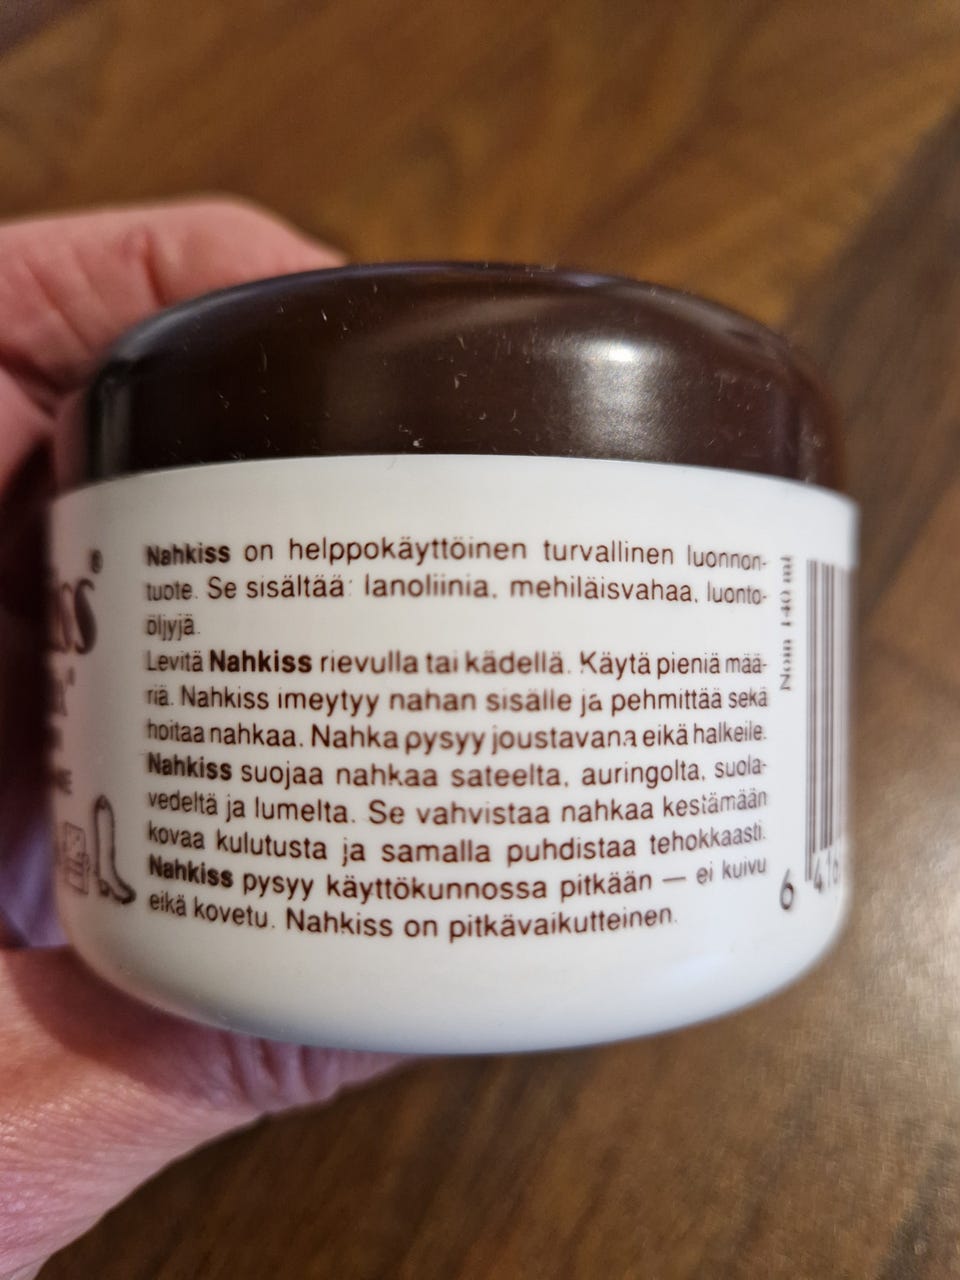 Nahkiss on helppokäyttöinen turvallinen luonnon-
tuote. Se sisältää: lanoliinia, mehiläisvahaa, luonto-
öljyjä.
Levitä Nahkiss rievulla tai kädellä. Käytä pieniä mää-
riä. Nahkiss imeytyy nahan sisälle ja pehmittää sekä
hoitaa nahkaa. Nahka pysyy joustavana eikä halkeile.
Nahkiss suojaa nahkaa sateelta, auringolta, suola-
vedeltä ja lumelta. Se vahvistaa nahkaa kestämään
kovaa kulutusta ja samalla puhdistaa tehokkaasti.
Nahkiss pysyy käyttökunnossa pitkään — ei kuivu
eikä kovetu. Nahkiss on pitkävaikutteinen.
Nom 140 ml
6 416